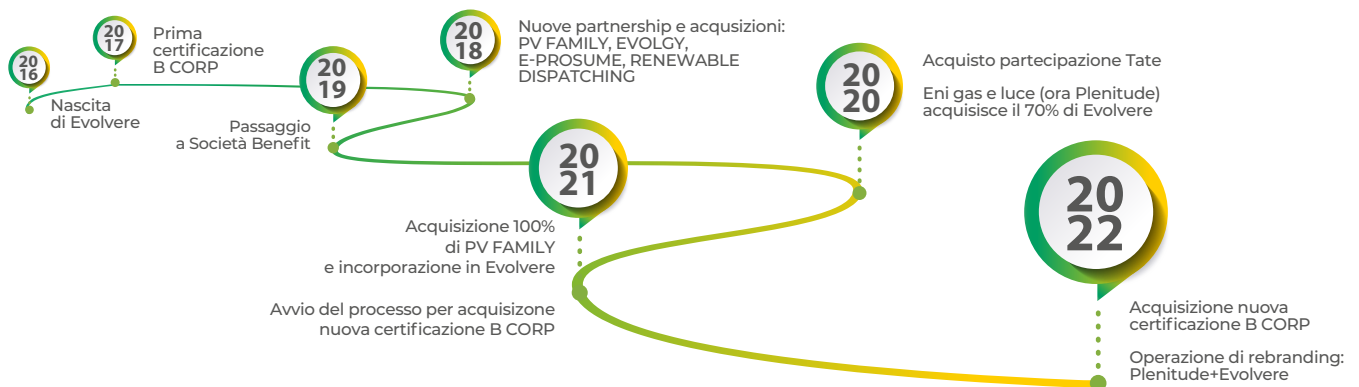 20
16
Nascita
di Evolvere
20
17
Prima
certificazione
B CORP
20
18
Nuove partnership e acqusizioni:
PV FAMILY, EVOLGY,
E-PROSUME, RENEWABLE
DISPATCHING
20
19
Passaggio
a Società Benefit
20
20
Acquisto partecipazione Tate
Eni gas e luce (ora Plenitude)
acquisisce il 70% di Evolvere
20
21
Acquisizione 100%
di PV FAMILY
e incorporazione in Evolvere
Avvio del processo per acquisizone
nuova certificazione B CORP
20
22
Acquisizione nuova
certificazione B CORP
Operazione di rebranding:
Plenitude+Evolvere